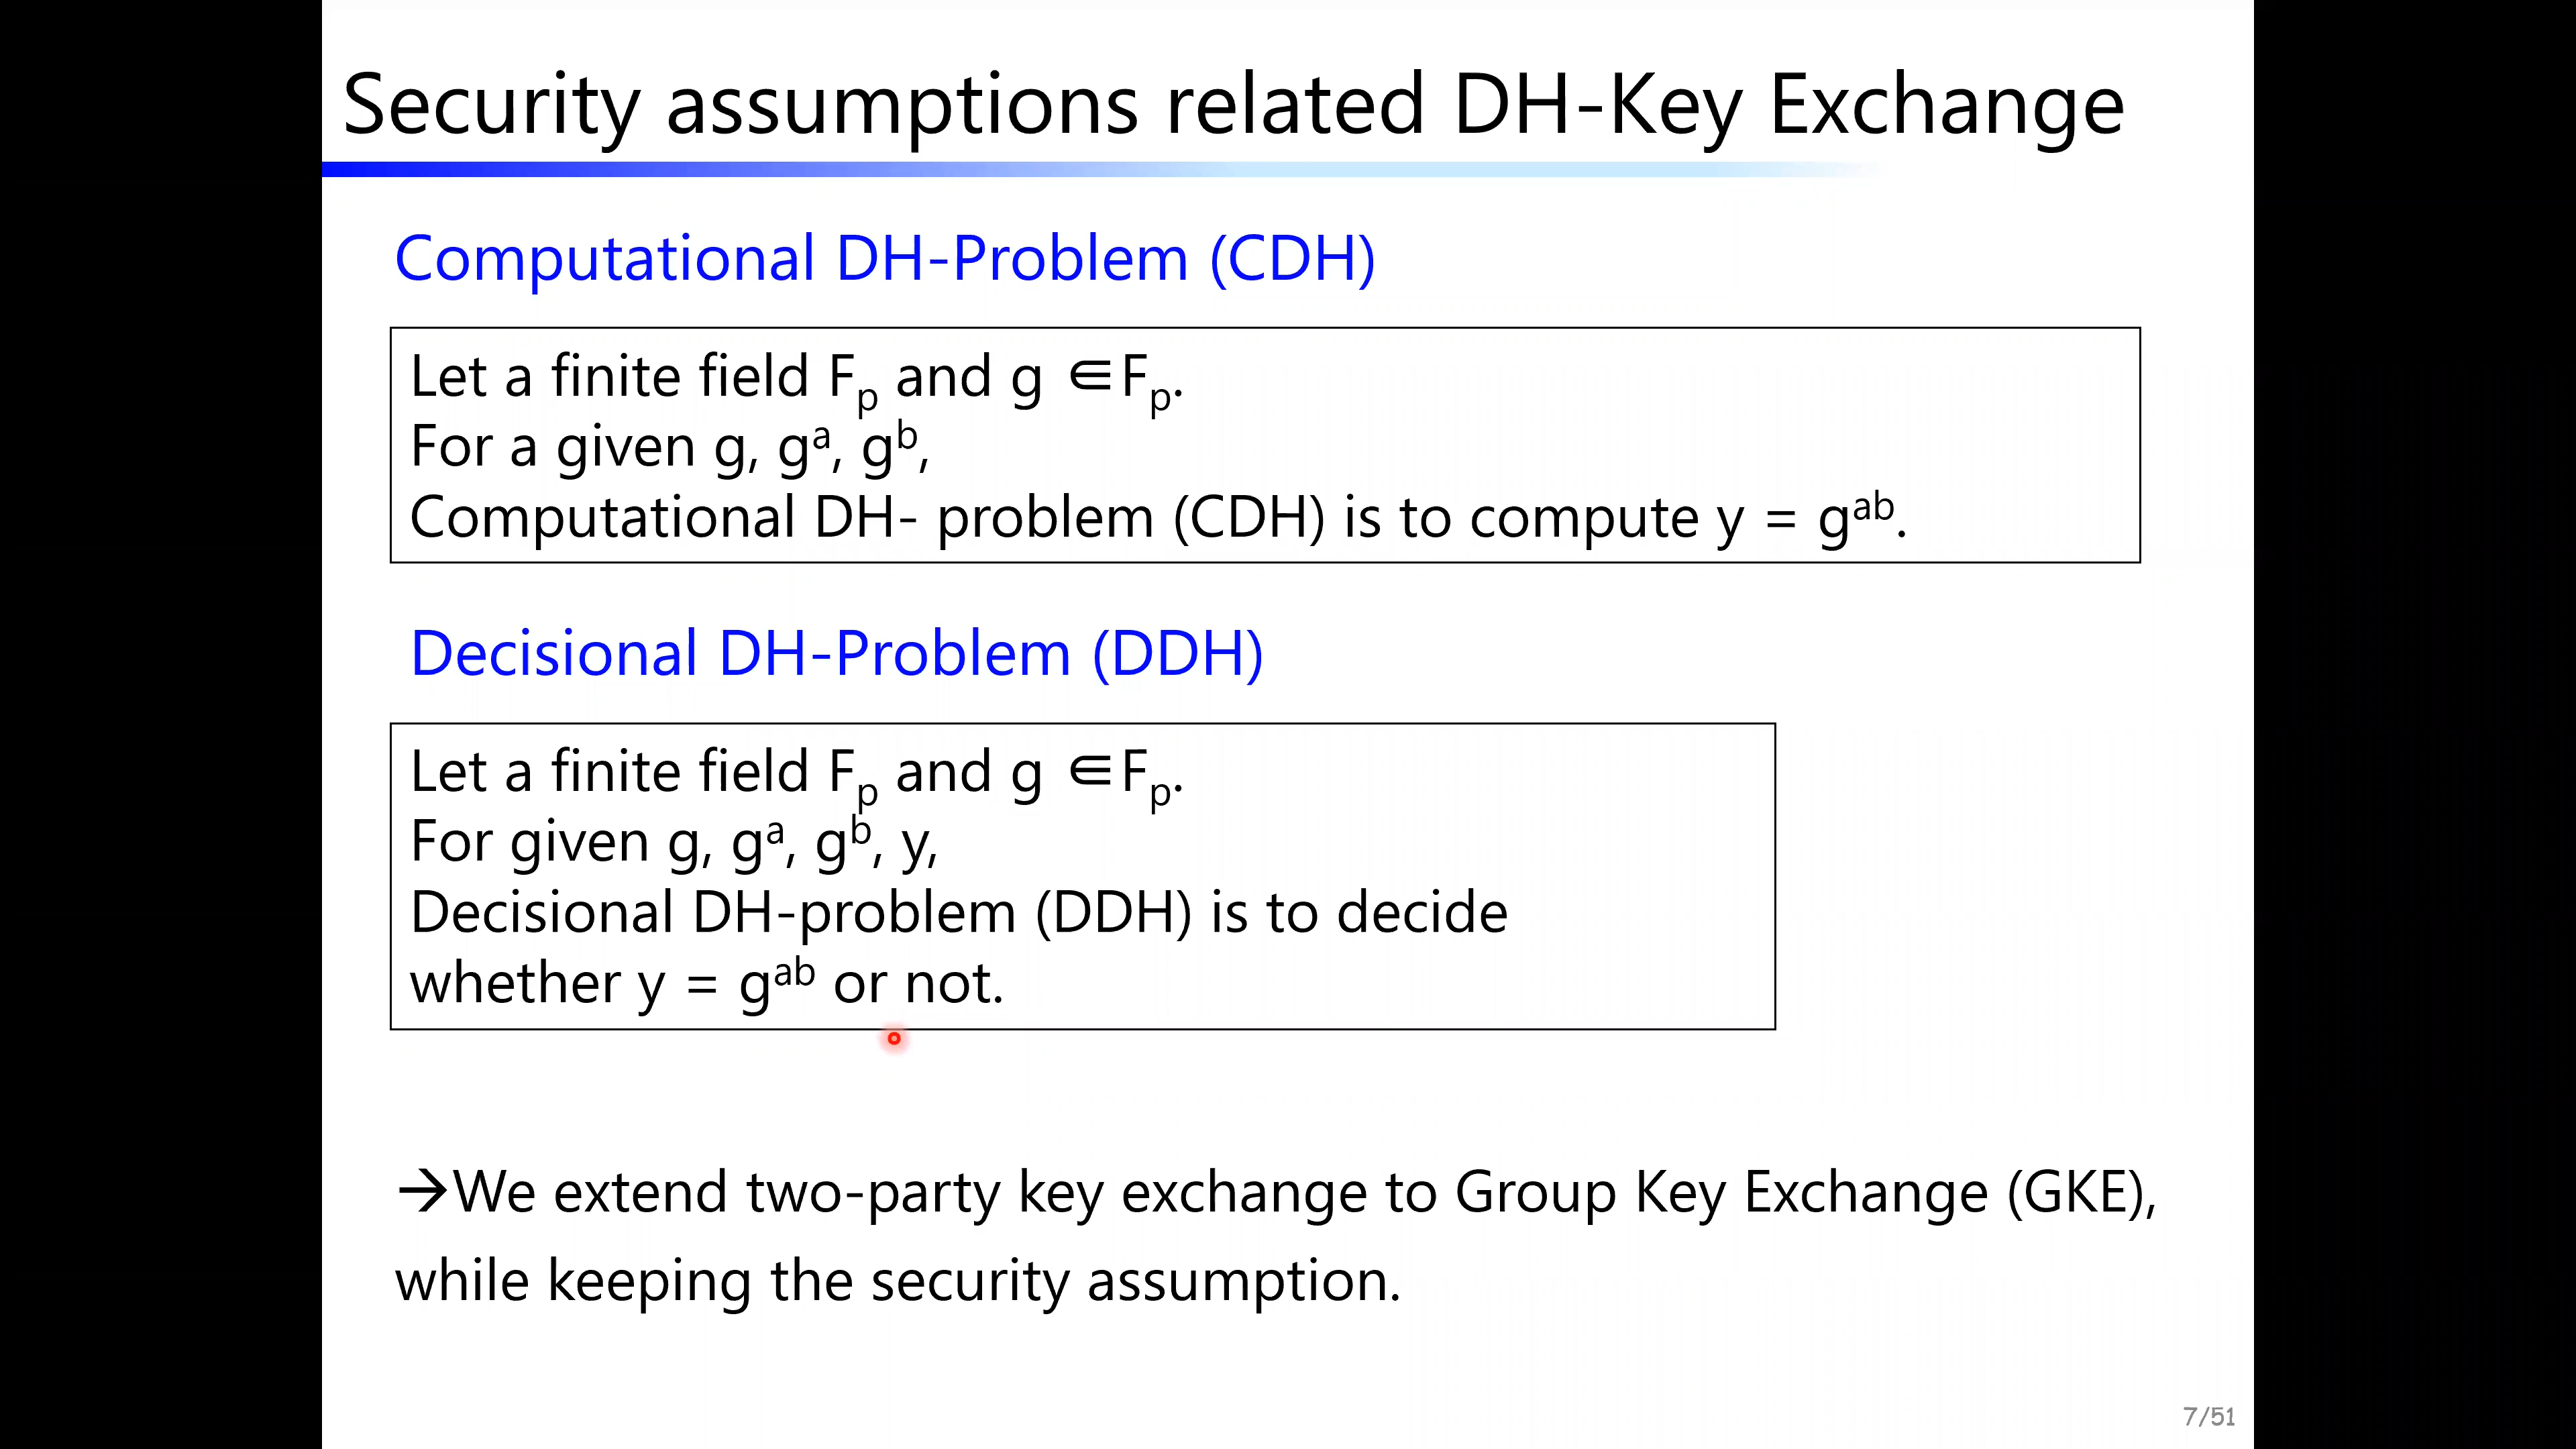 Security assumptions related DH-Key Exchange
Computational DH-Problem (CDH)
Let a finite field Fₚ and g ∈Fₚ.
For a given g, gᵃ, gᵇ,
Computational DH- problem (CDH) is to compute y = gᵃᵇ.
Decisional DH-Problem (DDH)
Let a finite field Fₚ and g ∈Fₚ.
For given g, gᵃ, gᵇ, y,
Decisional DH-problem (DDH) is to decide
whether y = gᵃᵇ or not.
→We extend two-party key exchange to Group Key Exchange (GKE),
while keeping the security assumption.
7/51